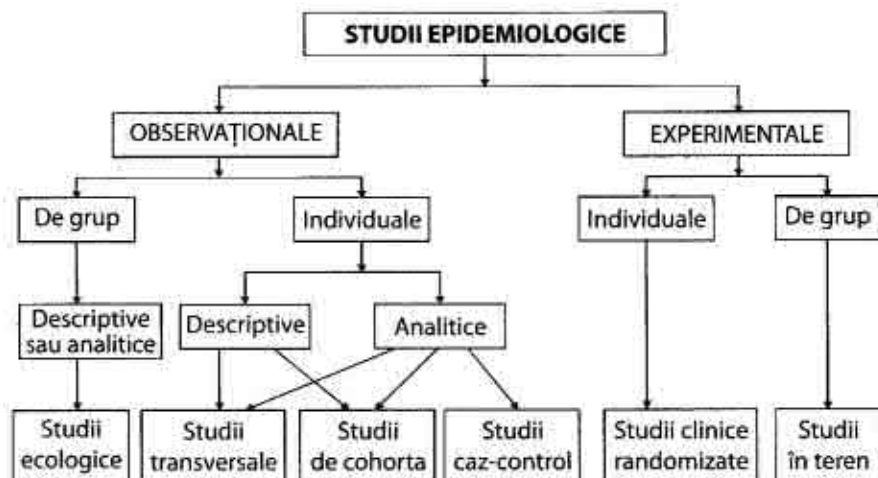 STUDII EPIDEMIOLOGICE
OBSERVAȚIONALE
EXPERIMENTALE
De grup
Individuale
Individuale
De grup
Descriptive
sau analitice
Descriptive
Analitice
Studii
ecologice
Studii
transversale
Studii
de cohorta
Studii
caz-control
Studii clinice
randomizate
Studii
în teren